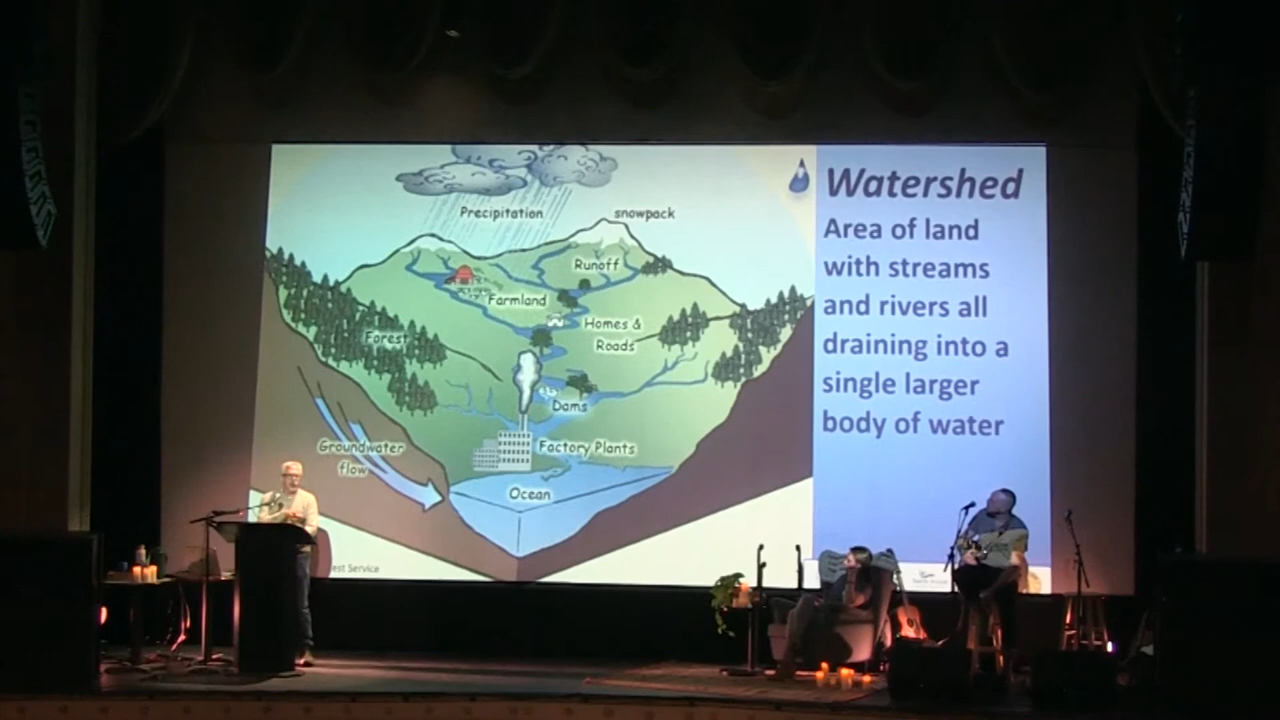 Precipitation
snowpack
Runoff
Farmland
Homes &
Roads
Forest
Dams
Groundwater
flow
Factory Plants
Ocean
est Service
Watershed
Area of land
with streams
and rivers all
draining into a
single larger
body of water